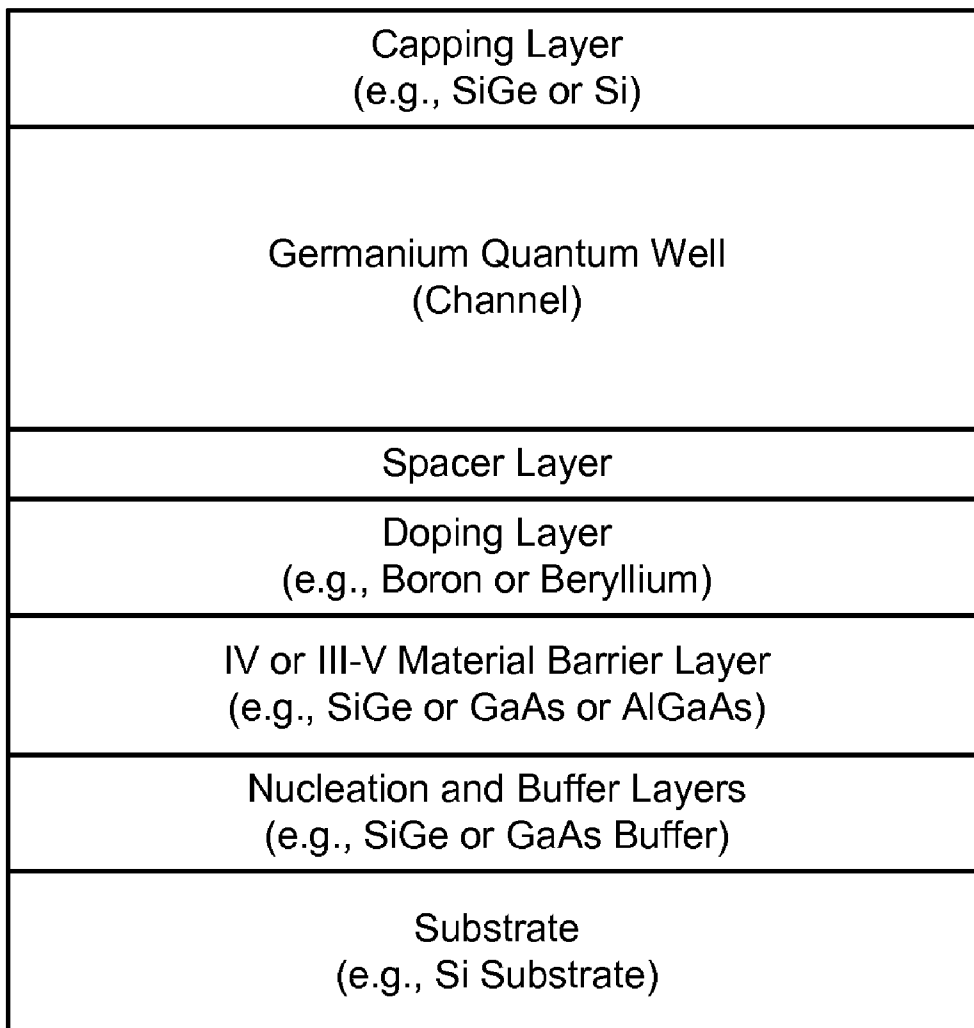 Capping Layer
(e.g., SiGe or Si)
Germanium Quantum Well
(Channel)
Spacer Layer
Doping Layer
(e.g., Boron or Beryllium)
IV or III-V Material Barrier Layer
(e.g., SiGe or GaAs or AlGaAs)
Nucleation and Buffer Layers
(e.g., SiGe or GaAs Buffer)
Substrate
(e.g., Si Substrate)